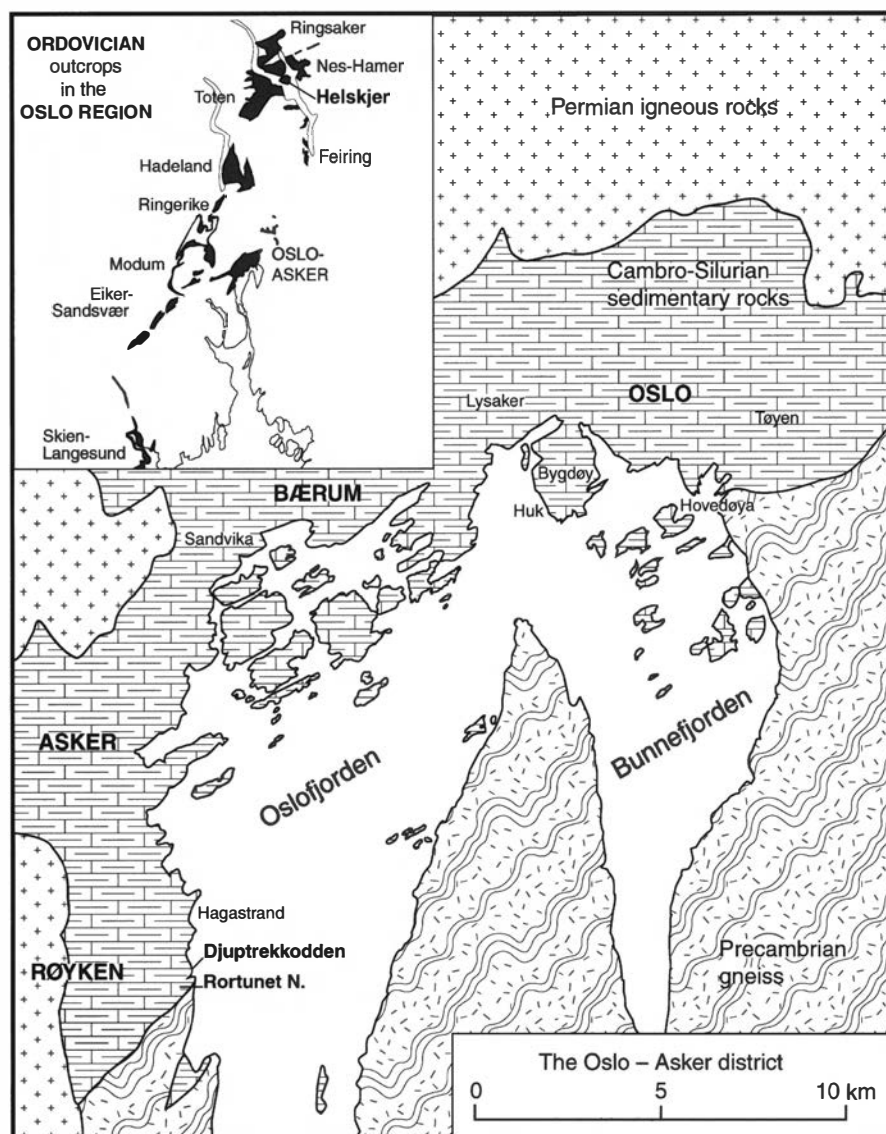 ORDOVICIAN
outcrops
in the
OSLO REGION
Ringsaker
Nes-Hamer
Toten
Helskjer
Feiring
Hadeland
Ringerike
Modum
OSLO-
ASKER
Eiker-
Sandsvær
Skien-
Langesund
Permian igneous rocks
Cambro-Silurian
sedimentary rocks
Lysaker
OSLO
Tøyen
Bygdøy
BÆRUM
Huk
Hovedøya
Sandvika
ASKER
Oslofjorden
Bunnefjorden
Hagastrand
Djuptrekkodden
RØYKEN
Rortunet N.
Precambrian
gneiss
The Oslo – Asker district
0 5 10 km